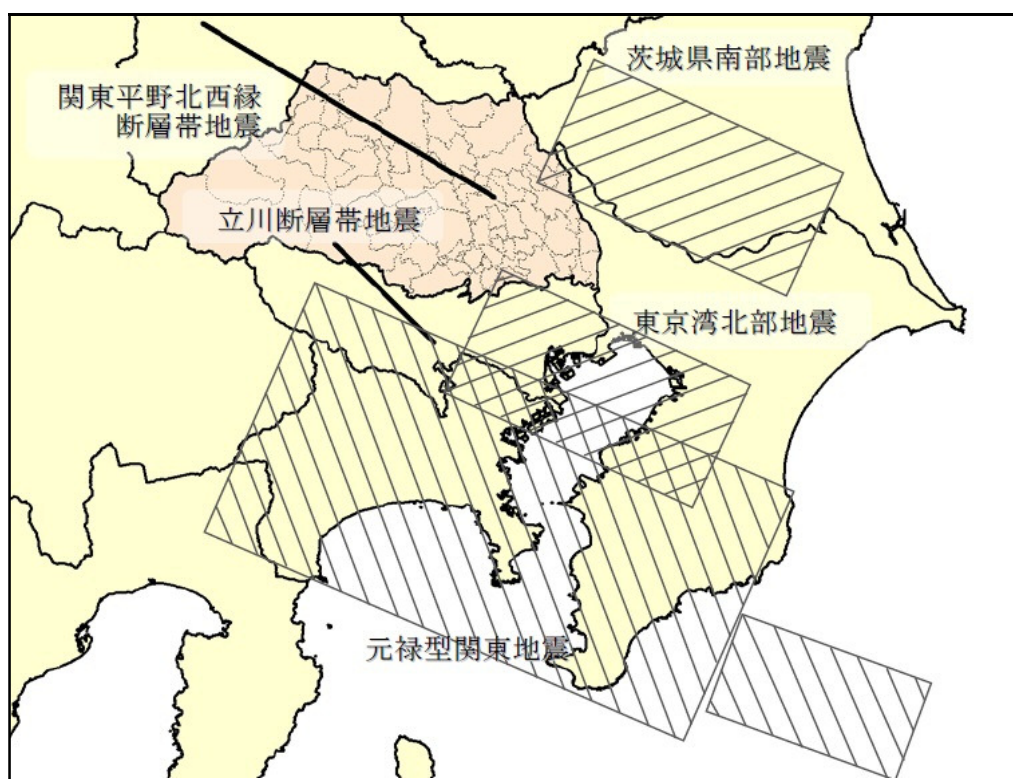 茨城県南部地震
関東平野北西縁
断層帯地震
立川断層帯地震
東京湾北部地震
元禄型関東地震